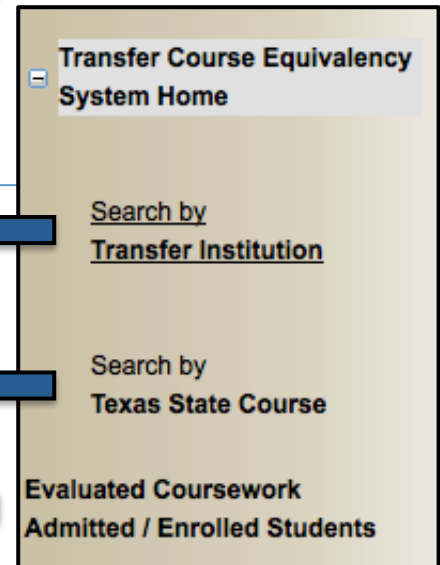 Transfer Course Equivalency
System Home
Search by
Transfer Institution
Search by
Texas State Course
Evaluated Coursework
Admitted / Enrolled Students